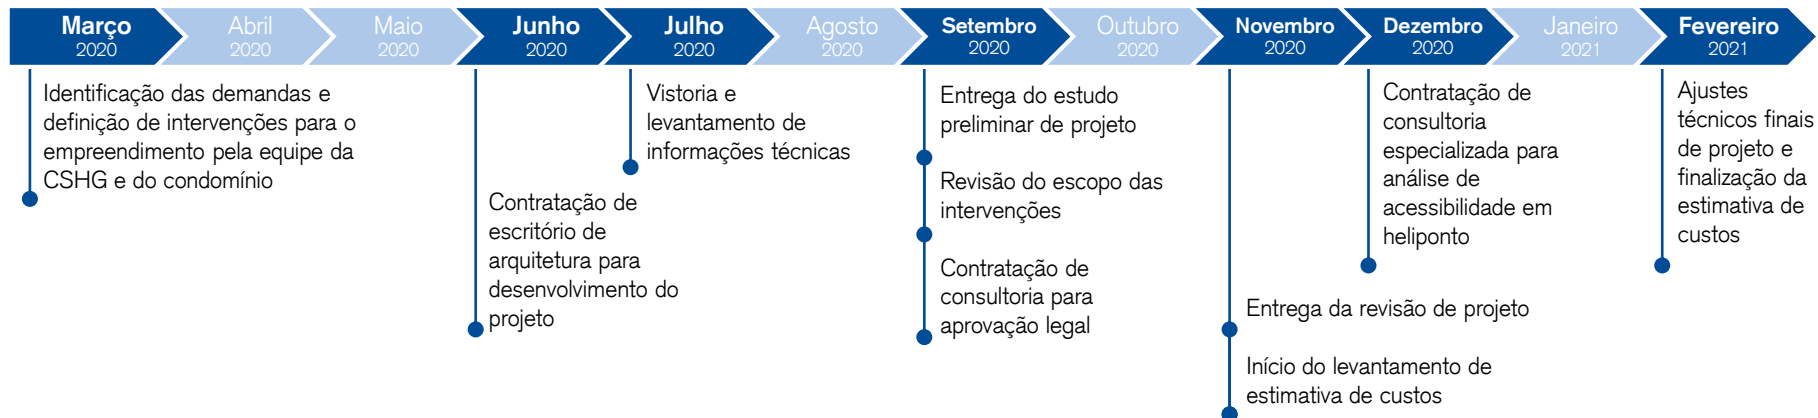 Março
2020
Abril
2020
Maio
2020
Junho
2020
Julho
2020
Agosto
2020
Setembro
2020
Outubro
2020
Novembro
2020
Dezembro
2020
Janeiro
2021
Fevereiro
2021
Identificação das demandas e
definição de intervenções para o
empreendimento pela equipe da
CSHG e do condomínio
Contratação de
escritório de
arquitetura para
desenvolvimento do
projeto
Vistoria e
levantamento de
informações técnicas
Entrega do estudo
preliminar de projeto
Revisão do escopo das
intervenções
Contratação de
consultoria para
aprovação legal
Entrega da revisão de projeto
Início do levantamento de
estimativa de custos
Contratação de
consultoria
especializada para
análise de
acessibilidade em
heliponto
Ajustes
técnicos finais
de projeto e
finalização da
estimativa de
custos